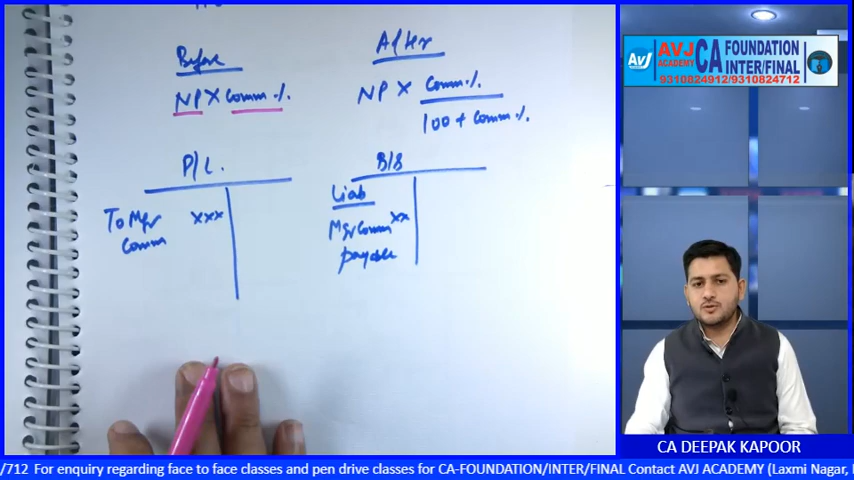 Before
NP X Comm %.
After
NP X Comm %.
100 + Comm %.
P/L.
To Mgr xxx
Comm
B/S
Liab
Mgr Comm xx
payable
AVJ
ACADEMY
CA
FOUNDATION
INTER/FINAL
9310824912/9310824712
AVJ
CA DEEPAK KAPOOR
/712 For enquiry regarding face to face classes and pen drive classes for CA-FOUNDATION/INTER/FINAL Contact AVJ ACADEMY (Laxmi Nagar,